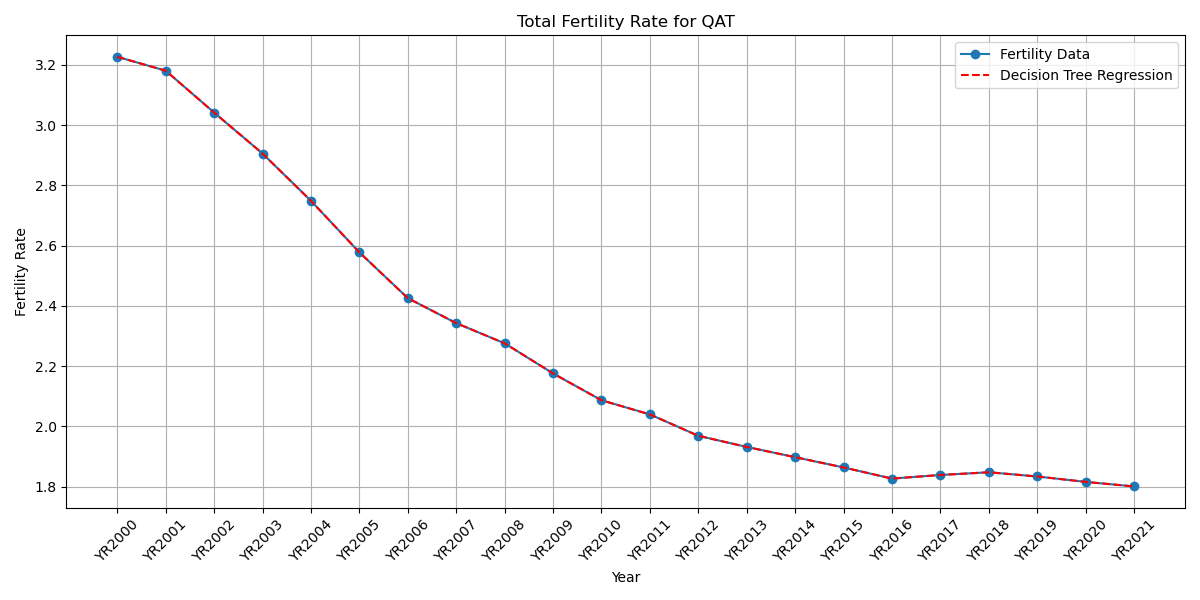 Total Fertility Rate for QAT
Fertility Data
Decision Tree Regression
Fertility Rate
3.2
3.0
2.8
2.6
2.4
2.2
2.0
1.8
YR2000
YR2001
YR2002
YR2003
YR2004
YR2005
YR2006
YR2007
YR2008
YR2009
YR2010
YR2011
YR2012
YR2013
YR2014
YR2015
YR2016
YR2017
YR2018
YR2019
YR2020
YR2021
Year